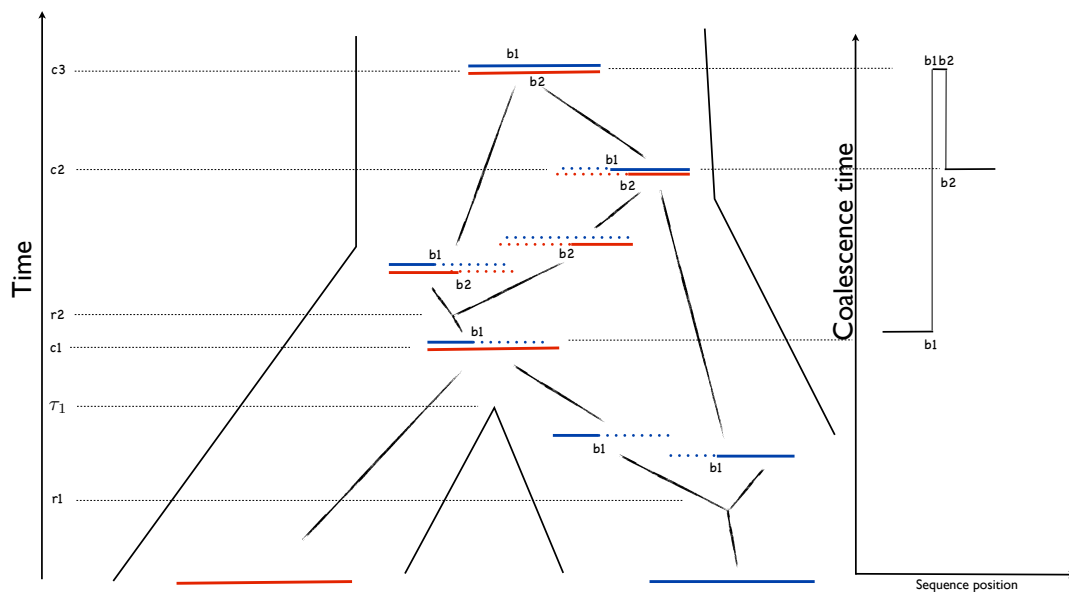 Time
c3
c2
r2
c1
τ1
r1
b1
b2
b1
b2
b2
b1
b2
b1
b1
b1
Coalescence time
b1b2
b2
b1
Sequence position